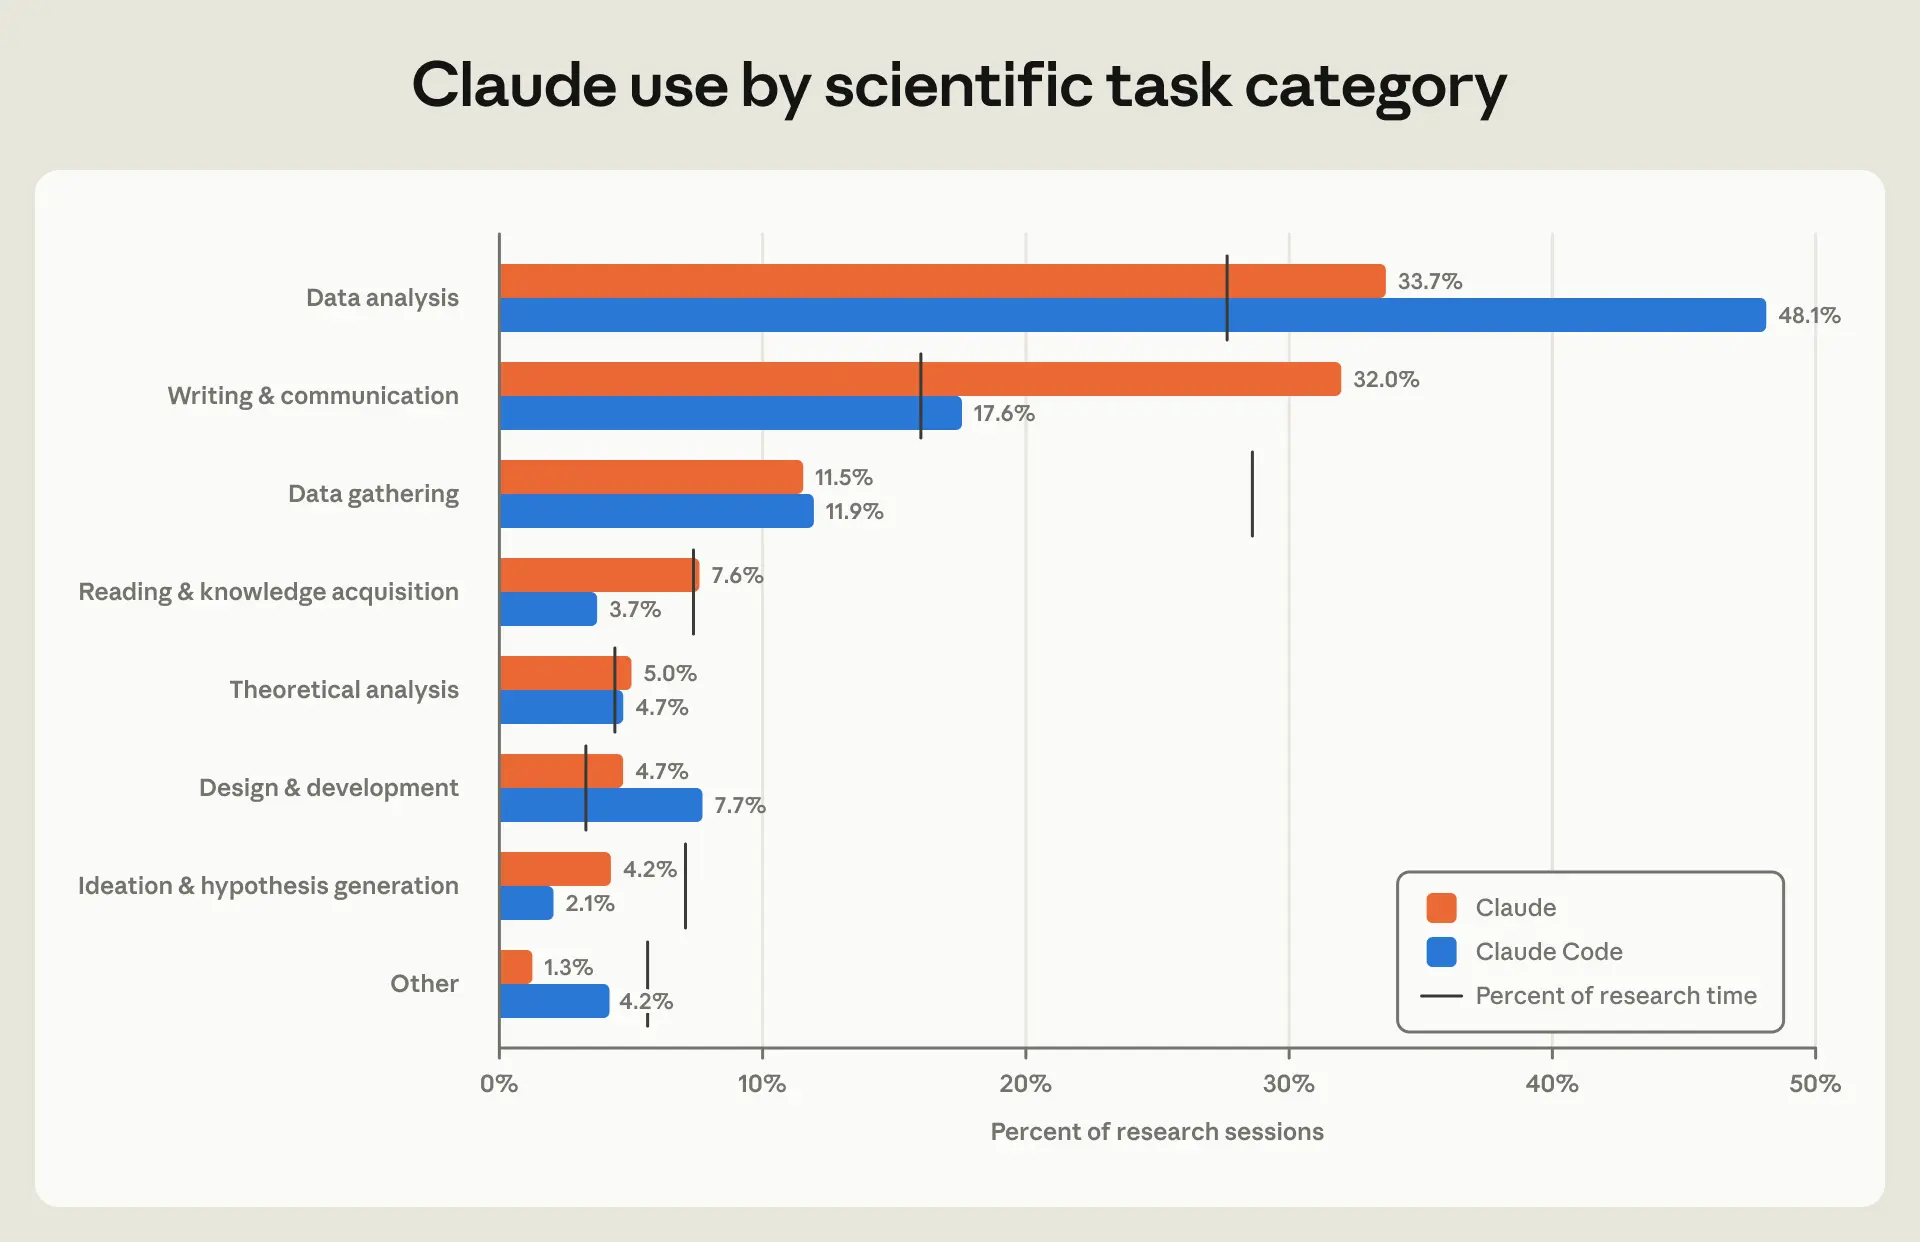 Claude use by scientific task category
Data analysis
33.7%
48.1%
Writing & communication
32.0%
17.6%
Data gathering
11.5%
11.9%
Reading & knowledge acquisition
7.6%
3.7%
Theoretical analysis
5.0%
4.7%
Design & development
4.7%
7.7%
Ideation & hypothesis generation
4.2%
2.1%
Other
1.3%
4.2%
Claude
Claude Code
Percent of research time
0% 10% 20% 30% 40% 50%
Percent of research sessions